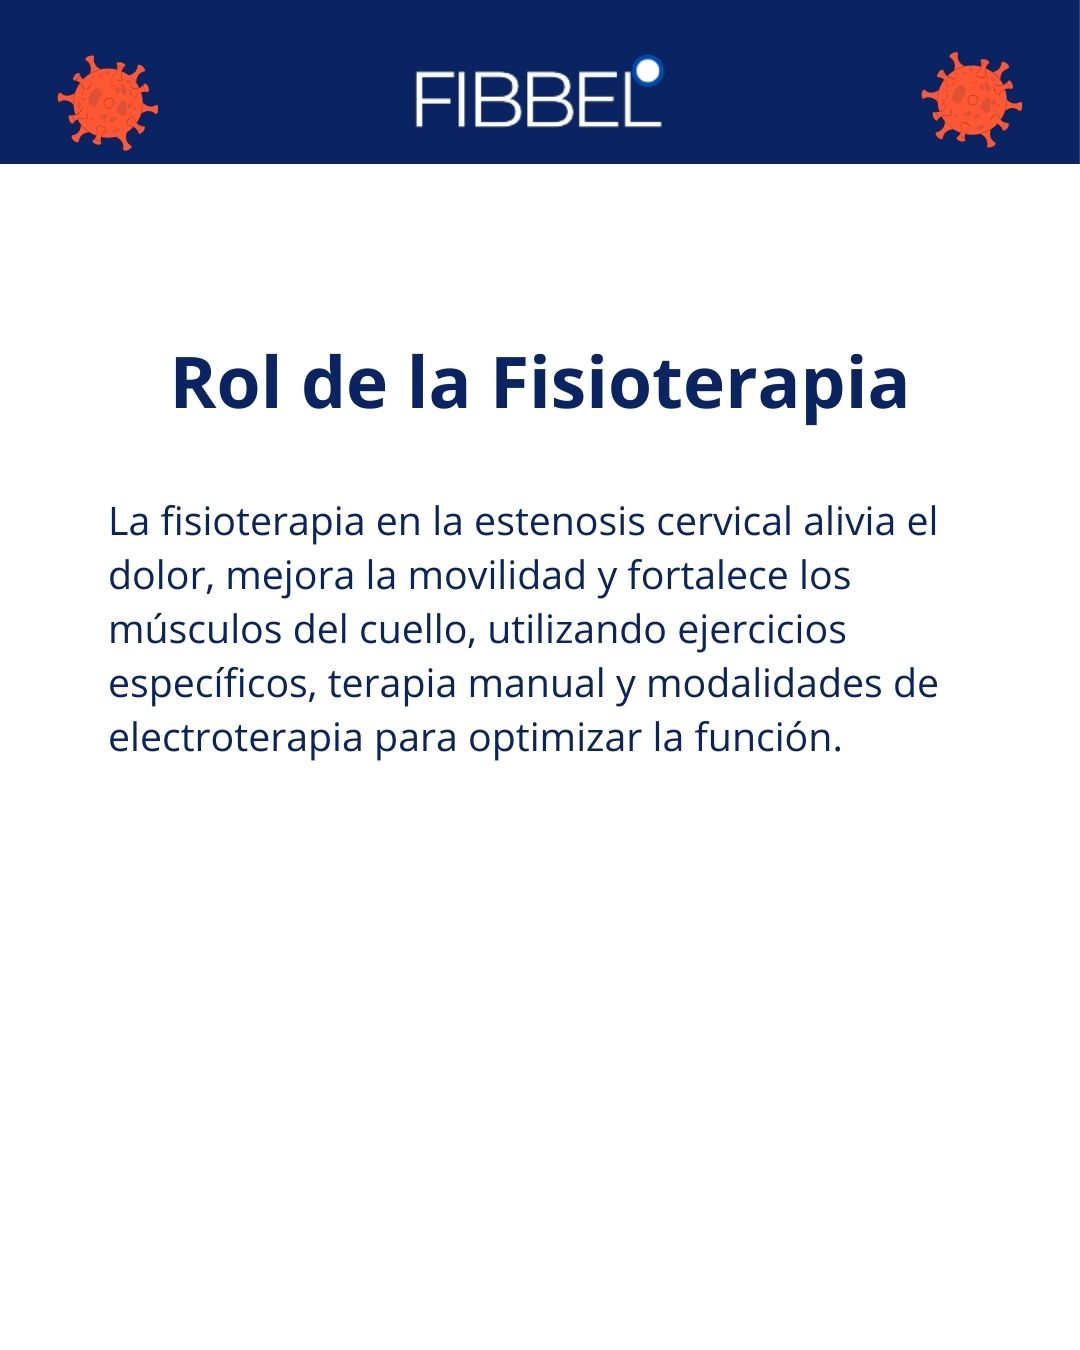 FIBBEL
Rol de la Fisioterapia
La fisioterapia en la estenosis cervical alivia el
dolor, mejora la movilidad y fortalece los
músculos del cuello, utilizando ejercicios
específicos, terapia manual y modalidades de
electroterapia para optimizar la función.